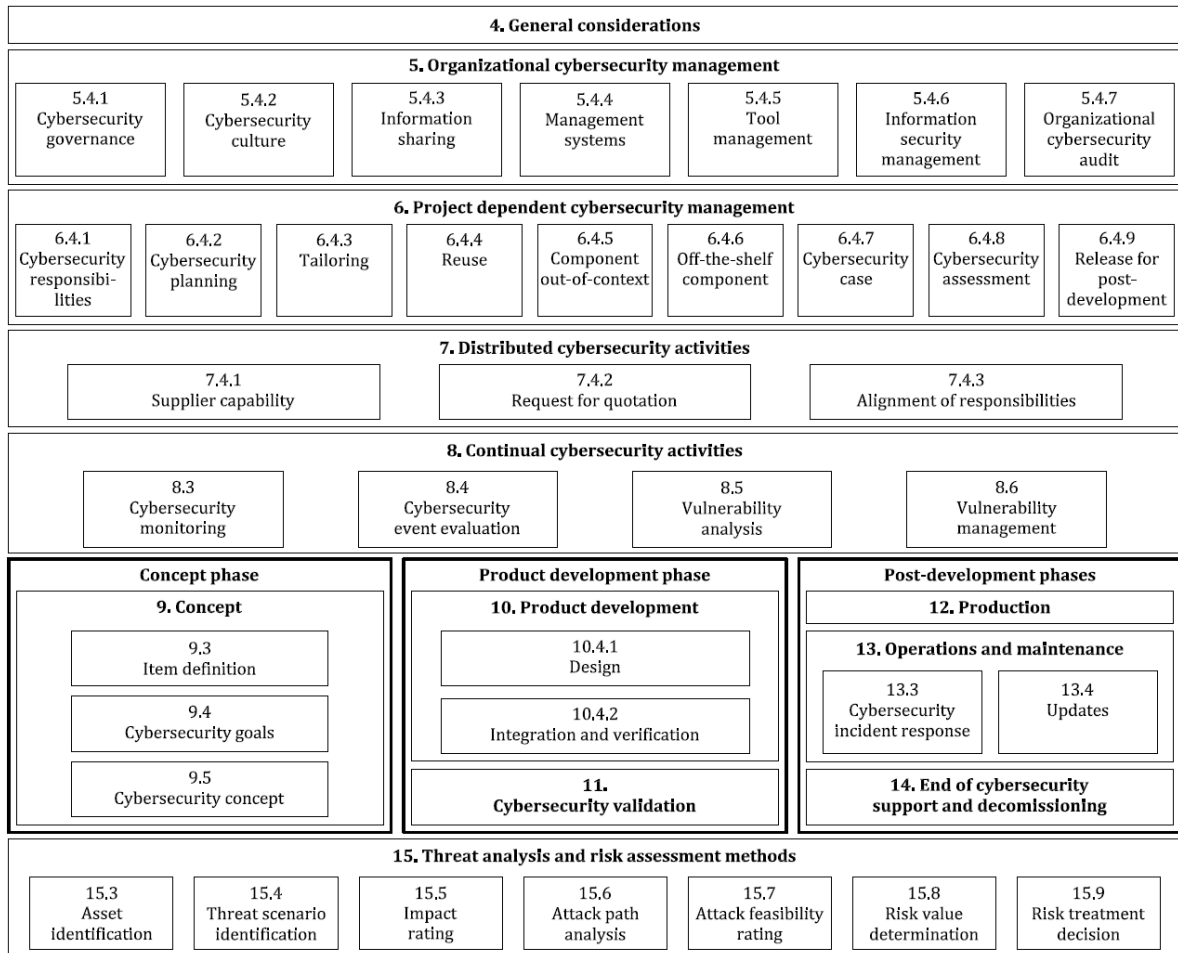 4. General considerations
5. Organizational cybersecurity management
5.4.1
Cybersecurity
governance
5.4.2
Cybersecurity
culture
5.4.3
Information
sharing
5.4.4
Management
systems
5.4.5
Tool
management
5.4.6
Information
security
management
5.4.7
Organizational
cybersecurity
audit
6. Project dependent cybersecurity management
6.4.1
Cybersecurity
responsibi-
lities
6.4.2
Cybersecurity
planning
6.4.3
Tailoring
6.4.4
Reuse
6.4.5
Component
out-of-context
6.4.6
Off-the-shelf
component
6.4.7
Cybersecurity
case
6.4.8
Cybersecurity
assessment
6.4.9
Release for
post-
development
7. Distributed cybersecurity activities
7.4.1
Supplier capability
7.4.2
Request for quotation
7.4.3
Alignment of responsibilities
8. Continual cybersecurity activities
8.3
Cybersecurity
monitoring
8.4
Cybersecurity
event evaluation
8.5
Vulnerability
analysis
8.6
Vulnerability
management
Concept phase
9. Concept
9.3
Item definition
9.4
Cybersecurity goals
9.5
Cybersecurity concept
Product development phase
10. Product development
10.4.1
Design
10.4.2
Integration and verification
11.
Cybersecurity validation
Post-development phases
12. Production
13. Operations and maintenance
13.3
Cybersecurity
incident response
13.4
Updates
14. End of cybersecurity
support and decomissioning
15. Threat analysis and risk assessment methods
15.3
Asset
identification
15.4
Threat scenario
identification
15.5
Impact
rating
15.6
Attack path
analysis
15.7
Attack feasibility
rating
15.8
Risk value
determination
15.9
Risk treatment
decision